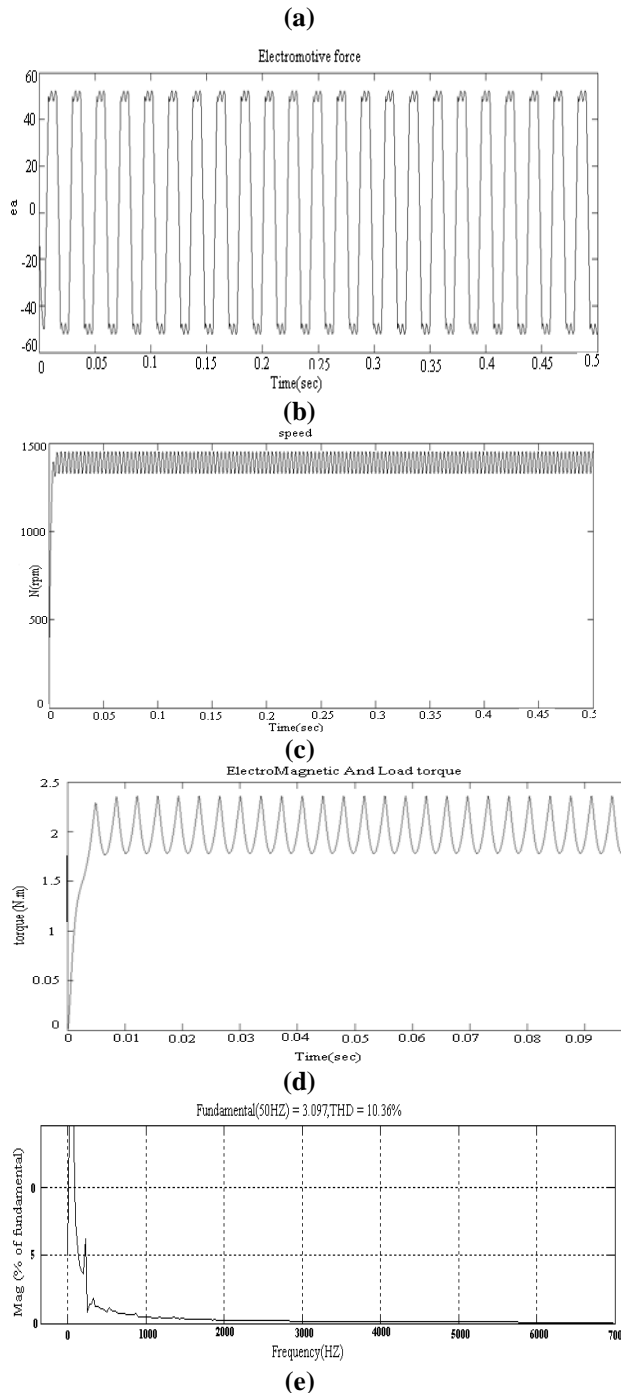 (a)
Electromotive force
60
40
20
0
-20
-40
-60
e a
0 0.05 0.1 0.15 0.2 0.25 0.3 0.35 0.4 0.45 0.5
Time(sec)
(b)
speed
1500
1000
500
0
N(rpm)
0 0.05 0.1 0.15 0.2 0.25 0.3 0.35 0.4 0.45 0.5
Time(sec)
(c)
ElectroMagnetic And Load torque
2.5
2
1.5
1
0.05
0
torque (N.m)
0 0.01 0.02 0.03 0.04 0.05 0.06 0.07 0.08 0.09
Time(sec)
(d)
Fundamental(50HZ) = 3.097,THD = 10.36%
0
5
0
Mag (% of fundamental)
0 1000 2000 3000 4000 5000 6000 700
Frequency(HZ)
(e)